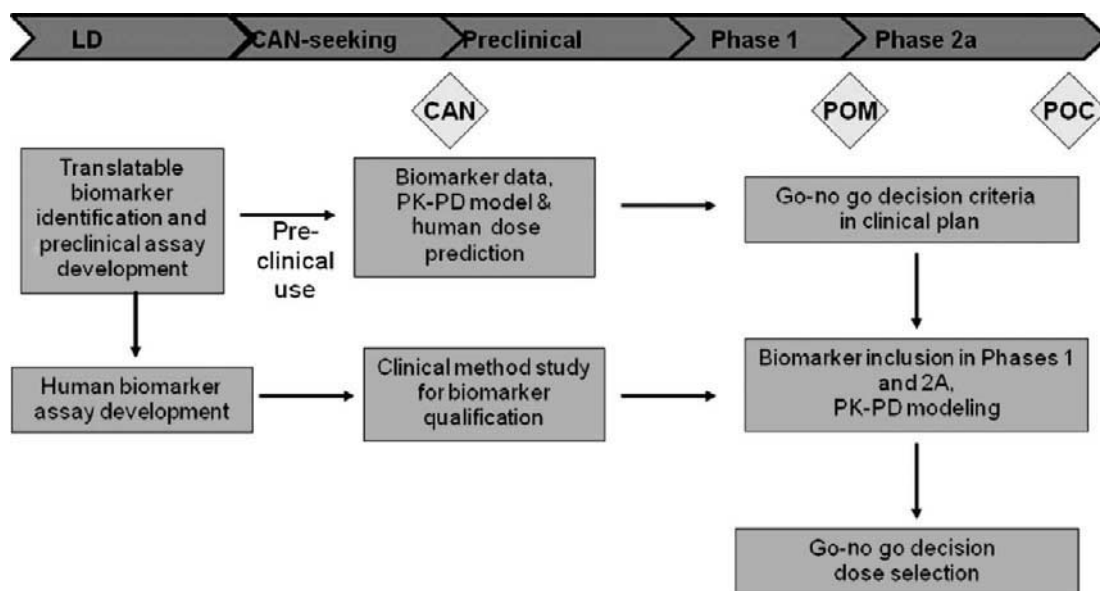 LD
CAN-seeking
Preclinical
Phase 1
Phase 2a
CAN
POM
POC
Translatable
biomarker
identification and
preclinical assay
development
Pre-
clinical
use
Biomarker data,
PK-PD model &
human dose
prediction
Go-no go decision criteria
in clinical plan
Human biomarker
assay development
Clinical method study
for biomarker
qualification
Biomarker inclusion in Phases 1
and 2A,
PK-PD modeling
Go-no go decision
dose selection